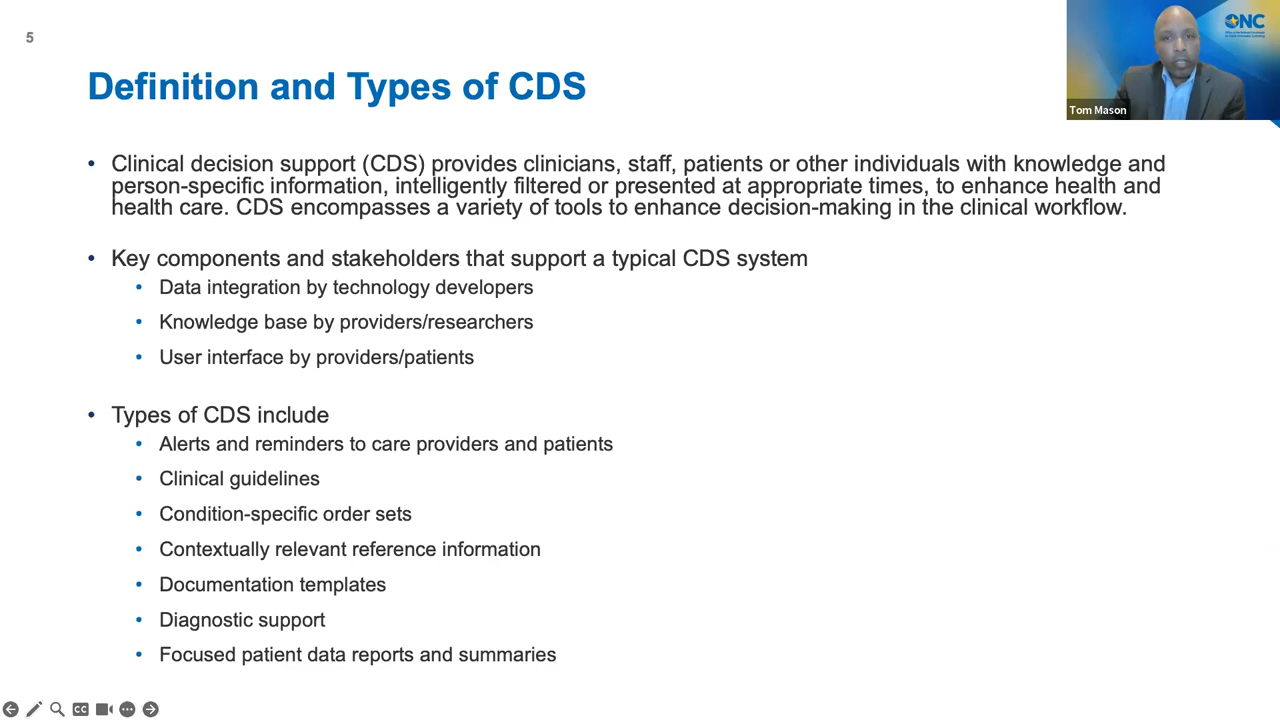 5
ONC
Tom Mason
Definition and Types of CDS
• Clinical decision support (CDS) provides clinicians, staff, patients or other individuals with knowledge and
person-specific information, intelligently filtered or presented at appropriate times, to enhance health and
health care. CDS encompasses a variety of tools to enhance decision-making in the clinical workflow.
• Key components and stakeholders that support a typical CDS system
• Data integration by technology developers
• Knowledge base by providers/researchers
• User interface by providers/patients
• Types of CDS include
• Alerts and reminders to care providers and patients
• Clinical guidelines
• Condition-specific order sets
• Contextually relevant reference information
• Documentation templates
• Diagnostic support
• Focused patient data reports and summaries
CC